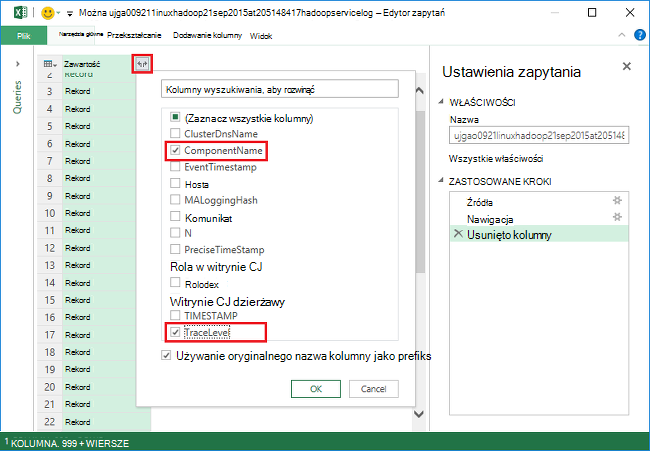 Można ujga009211inuxhadoop21sep2015at205148417hadoopservicelog – Edytor zapytań
Plik
Narzędzia główne
Przekształcanie
Dodawanie kolumny
Widok
Queries
Zawartość
2 Rekord
3 Rekord
4 Rekord
5 Rekord
6 Rekord
7 Rekord
8 Rekord
9 Rekord
10 Rekord
11 Rekord
12 Rekord
13 Rekord
14 Rekord
15 Rekord
16 Rekord
17 Rekord
18 Rekord
19 Rekord
20 Rekord
21 Rekord
22 Rekord
Kolumny wyszukiwania, aby rozwinąć
(Zaznacz wszystkie kolumny)
ClusterDnsName
ComponentName
EventTimestamp
Hosta
MALoggingHash
Komunikat
N
PreciseTimeStamp
Rola w witrynie CJ
Rolodex
Witrynie CJ dzierżawy
TIMESTAMP
TraceLevel
Używanie oryginalnego nazwa kolumny jako prefiks
OK
Cancel
Ustawienia zapytania
WŁAŚCIWOŚCI
Nazwa
ujgao0921linuxhadoop21sep2015at205148
Wszystkie właściwości
ZASTOSOWANE KROKI
Źródła
Nawigacja
Usunięto kolumny
1 KOLUMNA, 999 + WIERSZE